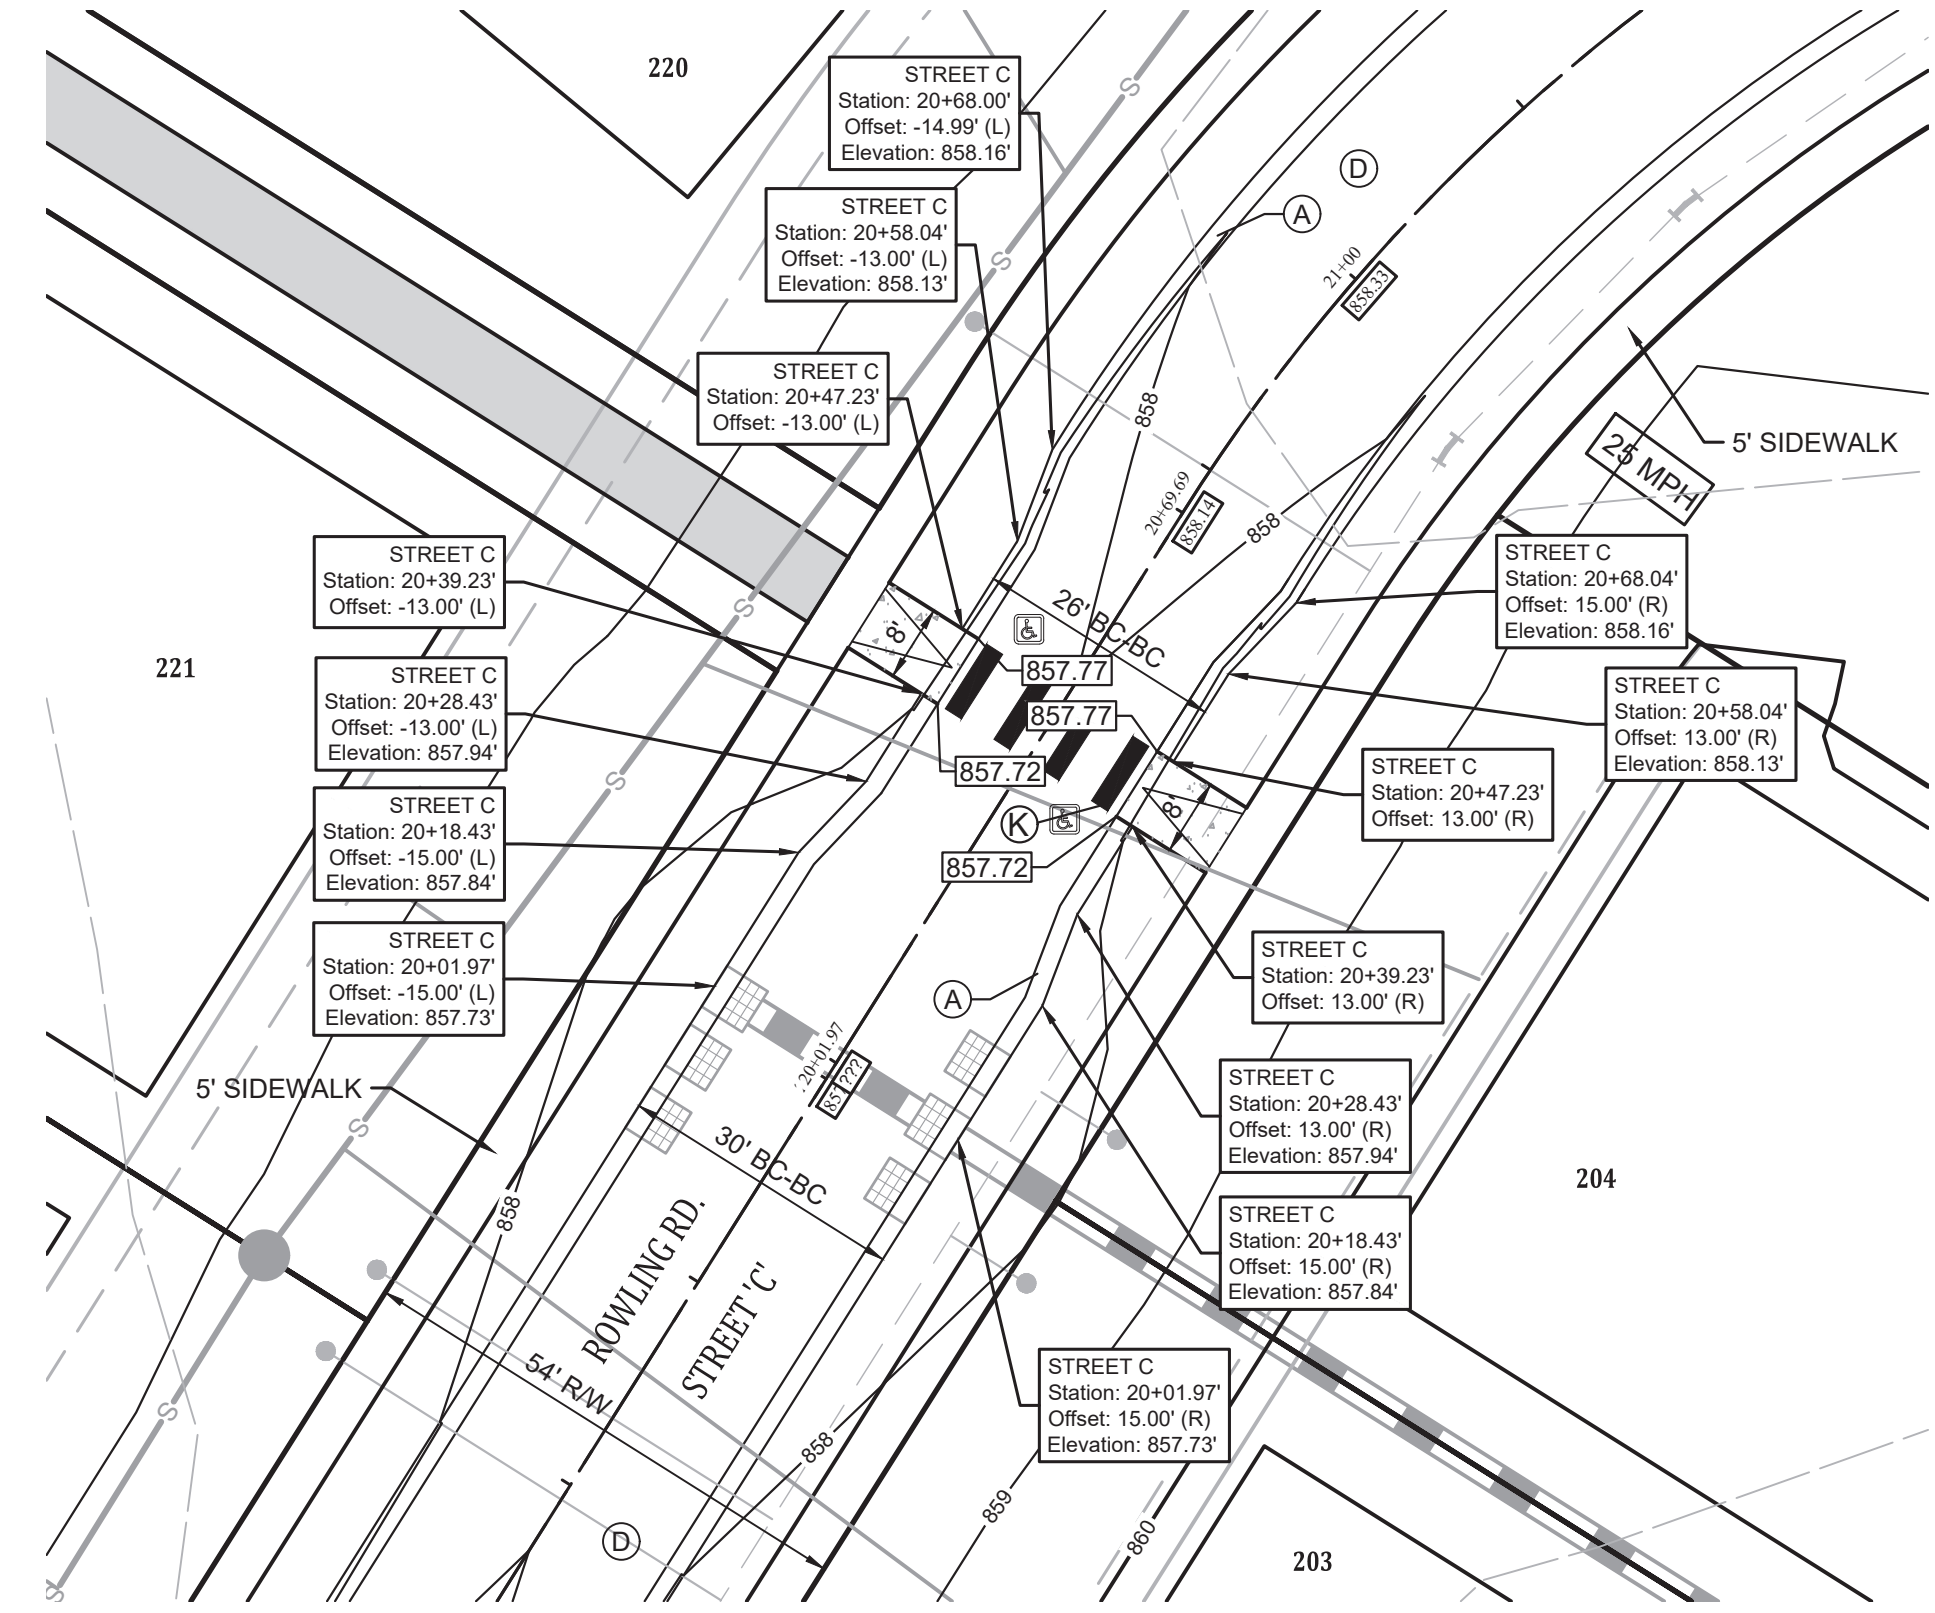 220
STREET C
Station: 20+68.00'
Offset: -14.99' (L)
Elevation: 858.16'
S
D
A
STREET C
Station: 20+58.04'
Offset: -13.00' (L)
Elevation: 858.13'
S
21+00
858.33
STREET C
Station: 20+47.23'
Offset: -13.00' (L)
858
5' SIDEWALK
25 MPH
20+69.69
858.14
858
STREET C
Station: 20+39.23'
Offset: -13.00' (L)
STREET C
Station: 20+68.04'
Offset: 15.00' (R)
Elevation: 858.16'
S
26' BC-BC
8'
221
857.77
STREET C
Station: 20+28.43'
Offset: -13.00' (L)
Elevation: 857.94'
STREET C
Station: 20+58.04'
Offset: 13.00' (R)
Elevation: 858.13'
857.77
S
857.72
STREET C
Station: 20+47.23'
Offset: 13.00' (R)
8'
K
STREET C
Station: 20+18.43'
Offset: -15.00' (L)
Elevation: 857.84'
857.72
STREET C
Station: 20+01.97'
Offset: -15.00' (L)
Elevation: 857.73'
STREET C
Station: 20+39.23'
Offset: 13.00' (R)
A
20+01.97
5' SIDEWALK
S
STREET C
Station: 20+28.43'
Offset: 13.00' (R)
Elevation: 857.94'
30' BC-BC
204
858
ROWLING RD.
STREET 'C'
STREET C
Station: 20+18.43'
Offset: 15.00' (R)
Elevation: 857.84'
54' R/W
STREET C
Station: 20+01.97'
Offset: 15.00' (R)
Elevation: 857.73'
S
858
859
860
D
203
S